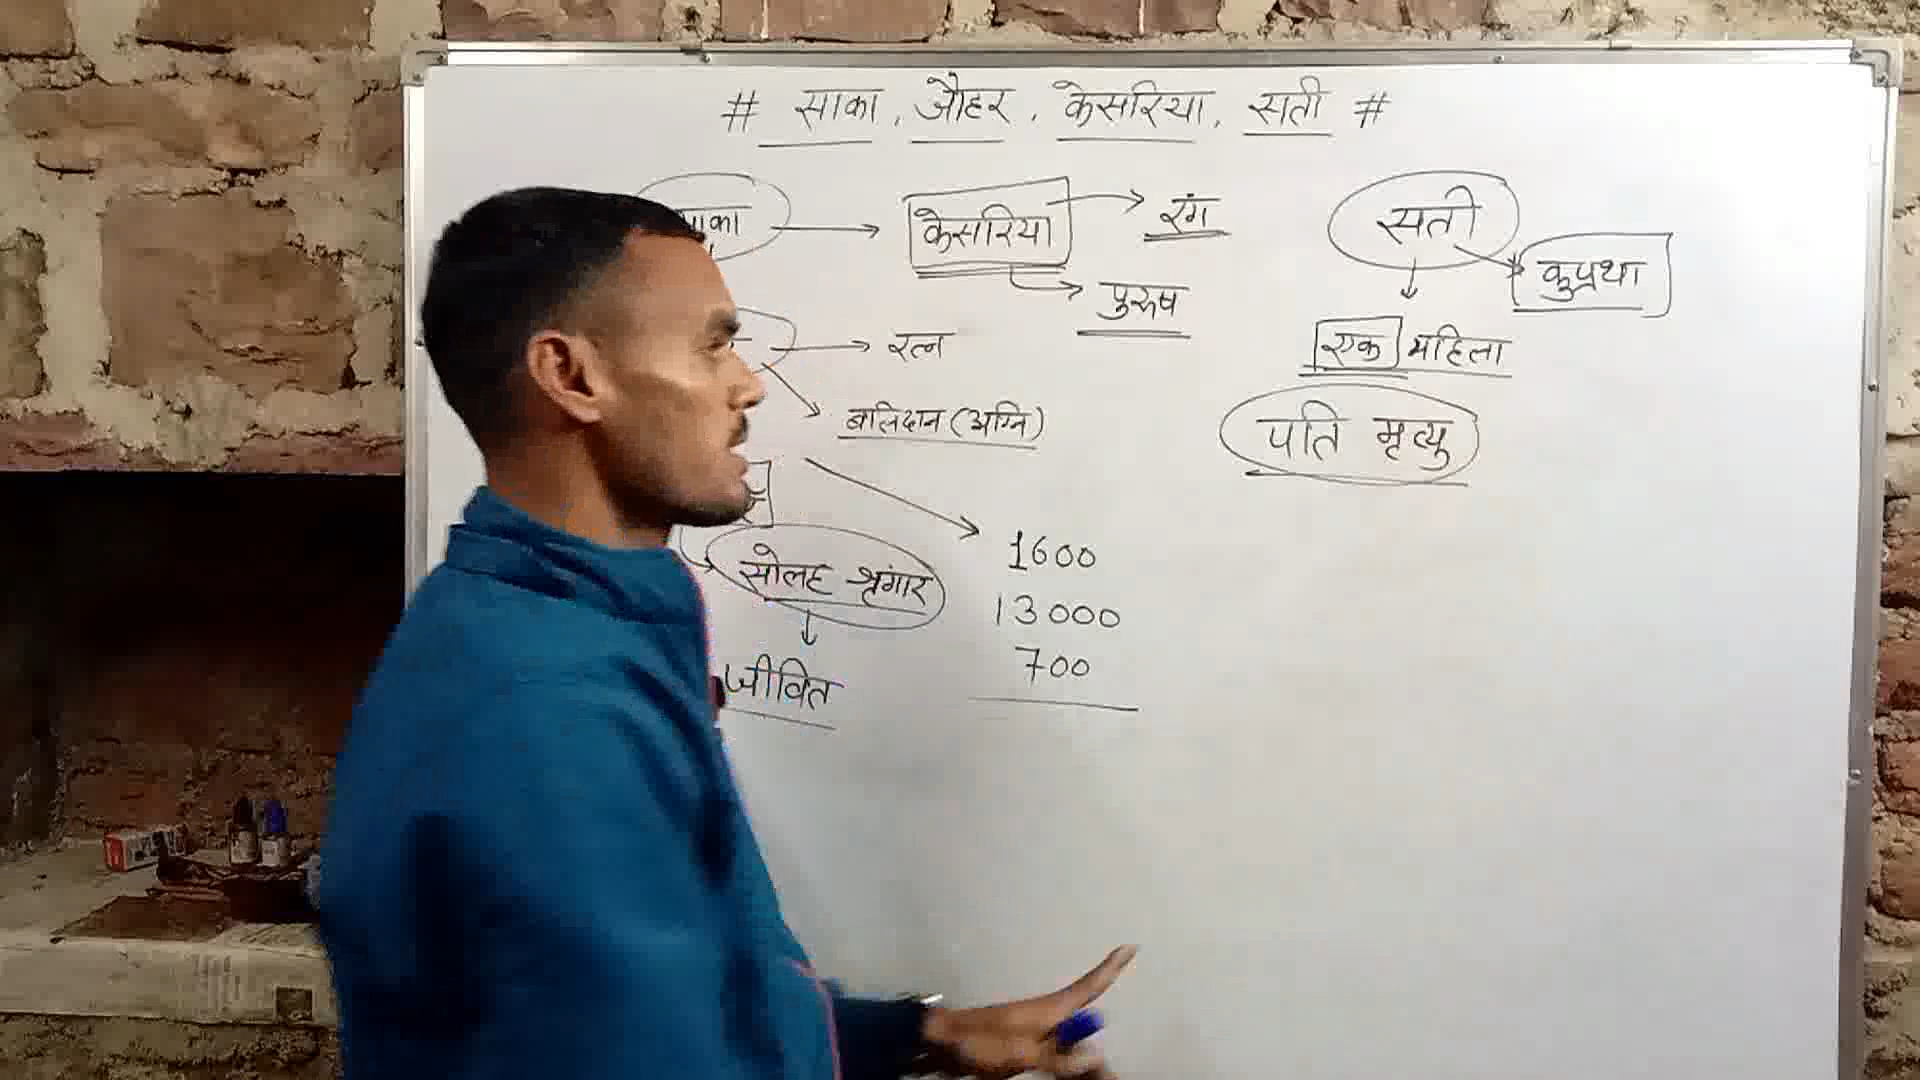 # साका, जौहर, केसरिया, सती #
केसरिया
रंग
पुरुष
रत्न
बलिदान (अग्नि)
सोलह श्रृंगार
जीवित
1600
13000
700
सती
कुप्रथा
एक महिला
पति मृत्यु